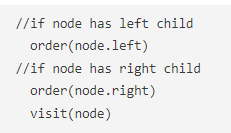 //if node has left child
order(node.left)
//if node has right child
order(node.right)
visit(node)